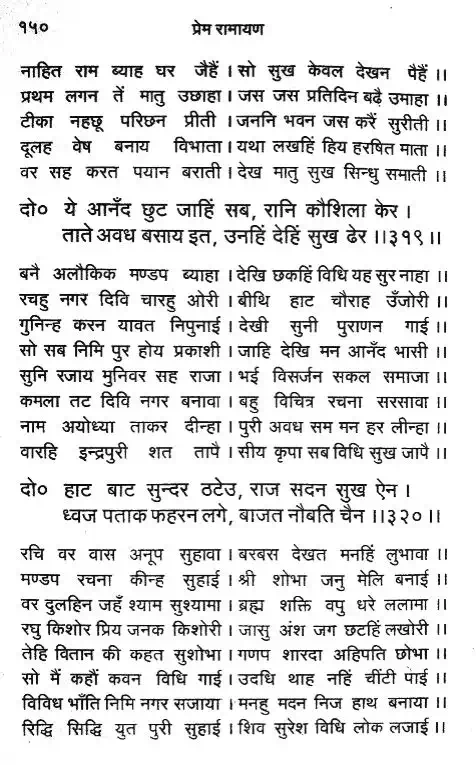 १५०
प्रेम रामायण
नाहित राम ब्याह घर जैहैं । सो सुख केवल देखन पैहैं ।।
प्रथम लगन तें मातु उछाहा । जस जस प्रतिदिन बढ़ै उमाहा ।।
टीका नहछू परिछन प्रीती । जननि भवन जस करैं सुरीती ।।
दूलह वेष बनाय विभाता । यथा लखहिं हिय हरषित माता ।।
वर सह करत पयान बराती । देख मातु सुख सिन्धु समाती ।।
दो० ये आनँद छुट जाहिं सब, रानि कौशिला केर ।
ताते अवध बसाय इत, उनहिं देहिं सुख ढेर ।।३१९।।
बनै अलौकिक मण्डप ब्याहा । देखि छकहिं विधि यह सुर नाहा ।।
रचहु नगर दिवि चारहु ओरी । बीथि हाट चौराह उँजोरी ।।
गुनिन्ह करन यावत निपुनाई । देखी सुनी पुराणन गाई ।।
सो सब निमि पुर होय प्रकाशी । जाहि देखि मन आनँद भासी ।।
सुनि रजाय मुनिवर सह राजा । भई विसर्जन सकल समाजा ।।
कमला तट दिवि नगर बनावा । बहु विचित्र रचना सरसावा ।।
नाम अयोध्या ताकर दीन्हा । पुरी अवध सम मन हर लीन्हा ।।
वारहि इन्द्रपुरी शत तापै । सीय कृपा सब विधि सुख जापै ।।
दो० हाट बाट सुन्दर ठटेउ, राज सदन सुख ऐन ।
ध्वज पताक फहरन लगे, बाजत नौबति चैन ।।३२०।।
रचि वर वास अनूप सुहावा । बरबस देखत मनहिं लुभावा ।।
मण्डप रचना कीन्ह सुहाई । श्री शोभा जनु मेलि बनाई ।।
वर दुलहिन जहँ श्याम सुश्यामा । ब्रह्म शक्ति वपु धरे ललामा ।।
रघु किशोर प्रिय जनक किशोरी । जासु अंश जग छटहिं लखोरी ।।
तेहि वितान की कहत सुशोभा । गणप शारदा अहिपति छोभा ।।
सो मैं कहौं कवन विधि गाई । उदधि थाह नहिं चींटी पाई ।।
विविध भाँति निमि नगर सजाया । मनहु मदन निज हाथ बनाया ।।
रिद्धि सिद्धि युत पुरी सुहाई । शिव सुरेश विधि लोक लजाई ।।